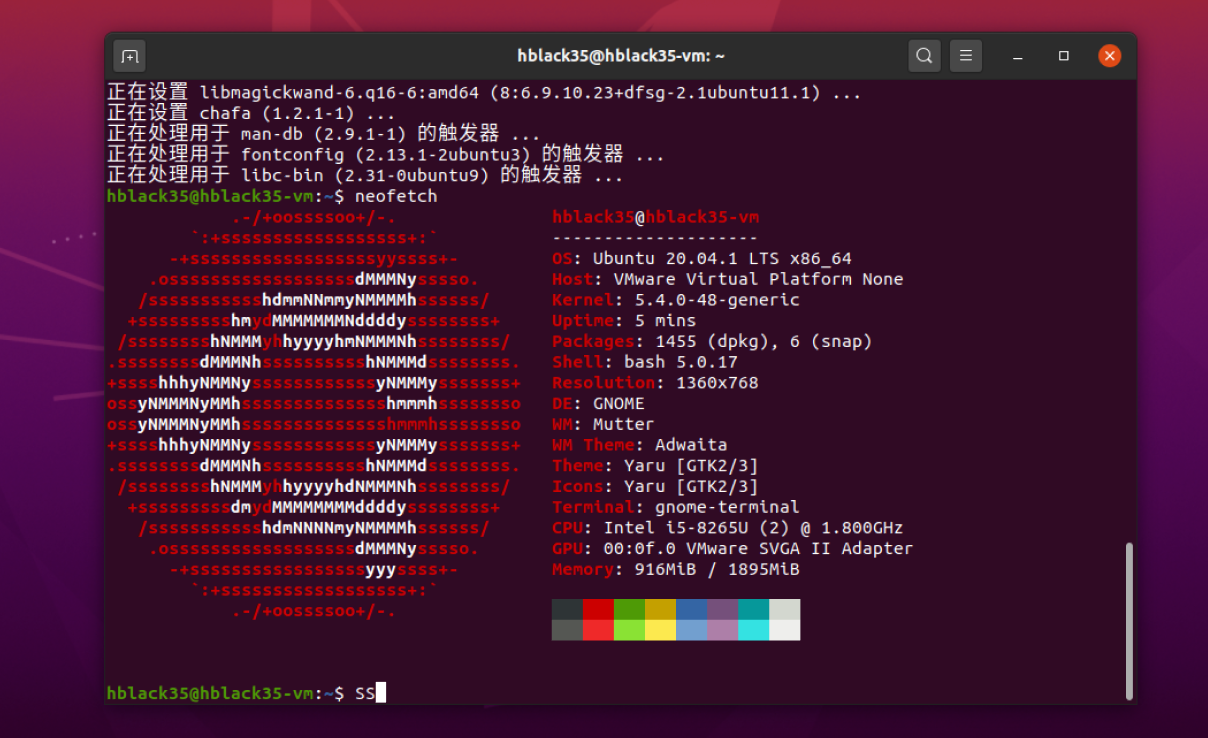 hblack35@hblack35-vm: ~
正在设置 libmagickwand-6.q16-6:amd64 (8:6.9.10.23+dfsg-2.1ubuntu11.1) ...
正在设置 chafa (1.2.1-1) ...
正在处理用于 man-db (2.9.1-1) 的触发器 ...
正在处理用于 fontconfig (2.13.1-2ubuntu3) 的触发器 ...
正在处理用于 libc-bin (2.31-0ubuntu9) 的触发器 ...
hblack35@hblack35-vm:~$ neofetch
.-/+oossssoo+/-. hblack35@hblack35-vm
`:+ssssssssssssssssss+:` --------------------
-+ssssssssssssssssssyyssss+- OS: Ubuntu 20.04.1 LTS x86_64
.ossssssssssssssssssdMMMNysssso. Host: VMware Virtual Platform None
/ssssssssssshdmmNNmmyNMMMMhssssss/ Kernel: 5.4.0-48-generic
+ssssssssshmydMMMMMMMNddddyssssssss+ Uptime: 5 mins
/sssssssshNMMMyhhyyyyhmNMMMNhssssssss/ Packages: 1455 (dpkg), 6 (snap)
.ssssssssdMMMNhsssssssssshNMMMdssssssss. Shell: bash 5.0.17
+sssshhhyNMMNyssssssssssssyNMMMysssssss+ Resolution: 1360x768
ossyNMMMNyMMhsssssssssssssshmmmhssssssso DE: GNOME
ossyNMMMNyMMhsssssssssssssshmmmhssssssso WM: Mutter
+sssshhhyNMMNyssssssssssssyNMMMysssssss+ WM Theme: Adwaita
.ssssssssdMMMNhsssssssssshNMMMdssssssss. Theme: Yaru [GTK2/3]
/sssssssshNMMMyhhyyyyhdNMMMNhssssssss/ Icons: Yaru [GTK2/3]
+sssssssssdmydMMMMMMMMddddyssssssss+ Terminal: gnome-terminal
/ssssssssssshdmNNNNmyNMMMMhssssss/ CPU: Intel i5-8265U (2) @ 1.800GHz
.ossssssssssssssssssdMMMNysssso. GPU: 00:0f.0 VMware SVGA II Adapter
-+sssssssssssssssssyyyssss+- Memory: 916MiB / 1895MiB
`:+ssssssssssssssssss+:`
.-/+oossssoo+/-.
hblack35@hblack35-vm:~$ SS